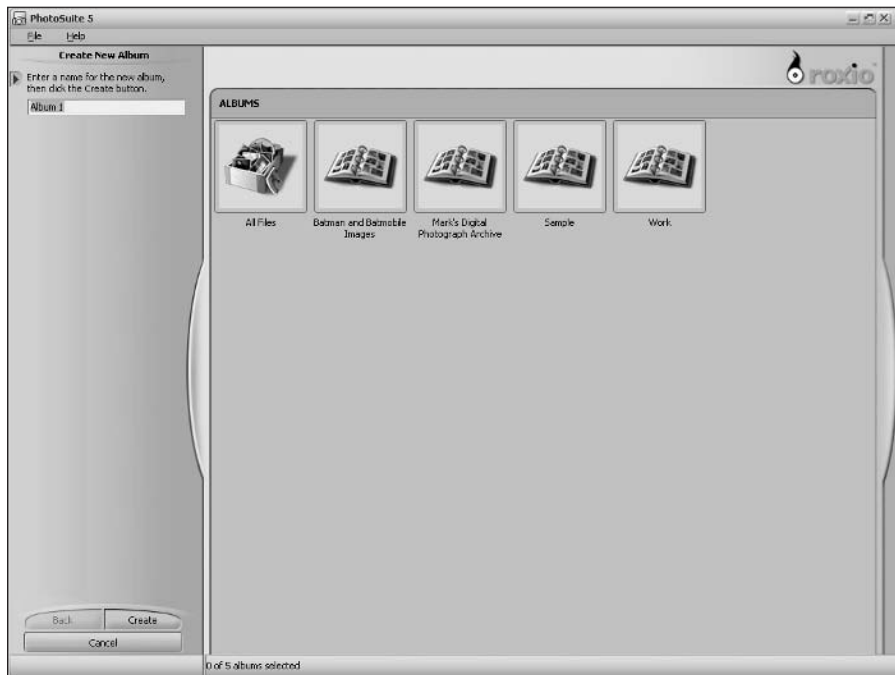 PhotoSuite 5
File Help
Create New Album
Enter a name for the new album,
then click the Create button.
Album 1
roxio
ALBUMS
All Files
Batman and Batmobile
Images
Mark's Digital
Photograph Archive
Sample
Work
Back
Create
Cancel
0 of 5 albums selected